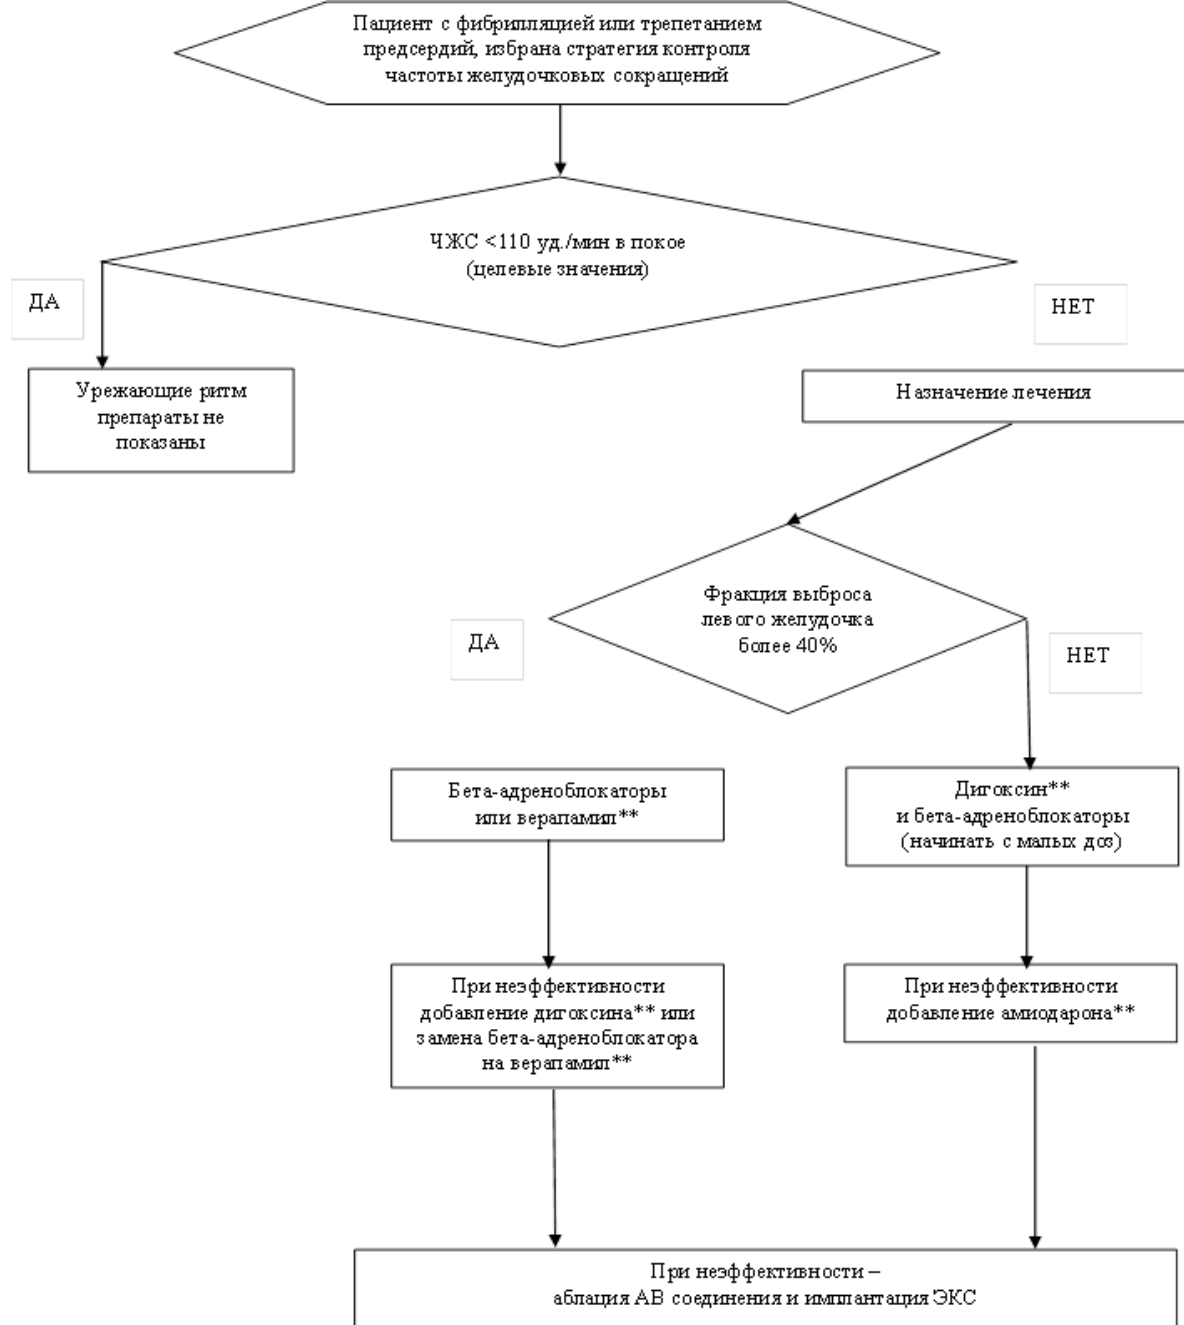 Пациент с фибрилляцией или трепетанием
предсердий, избрана стратегия контроля
частоты желудочковых сокращений
ЧЖС <110 уд./мин в покое
(целевые значения)
ДА
НЕТ
Урежающие ритм
препараты не
показаны
Назначение лечения
Фракция выброса
левого желудочка
более 40%
ДА
НЕТ
Бета-адреноблокаторы
или верапамил**
Дигоксин**
и бета-адреноблокаторы
(начинать с малых доз)
При неэффективности
добавление дигоксина** или
замена бета-адреноблокатора
на верапамил**
При неэффективности
добавление амиодарона**
При неэффективности –
аблация АВ соединения и имплантация ЭКС